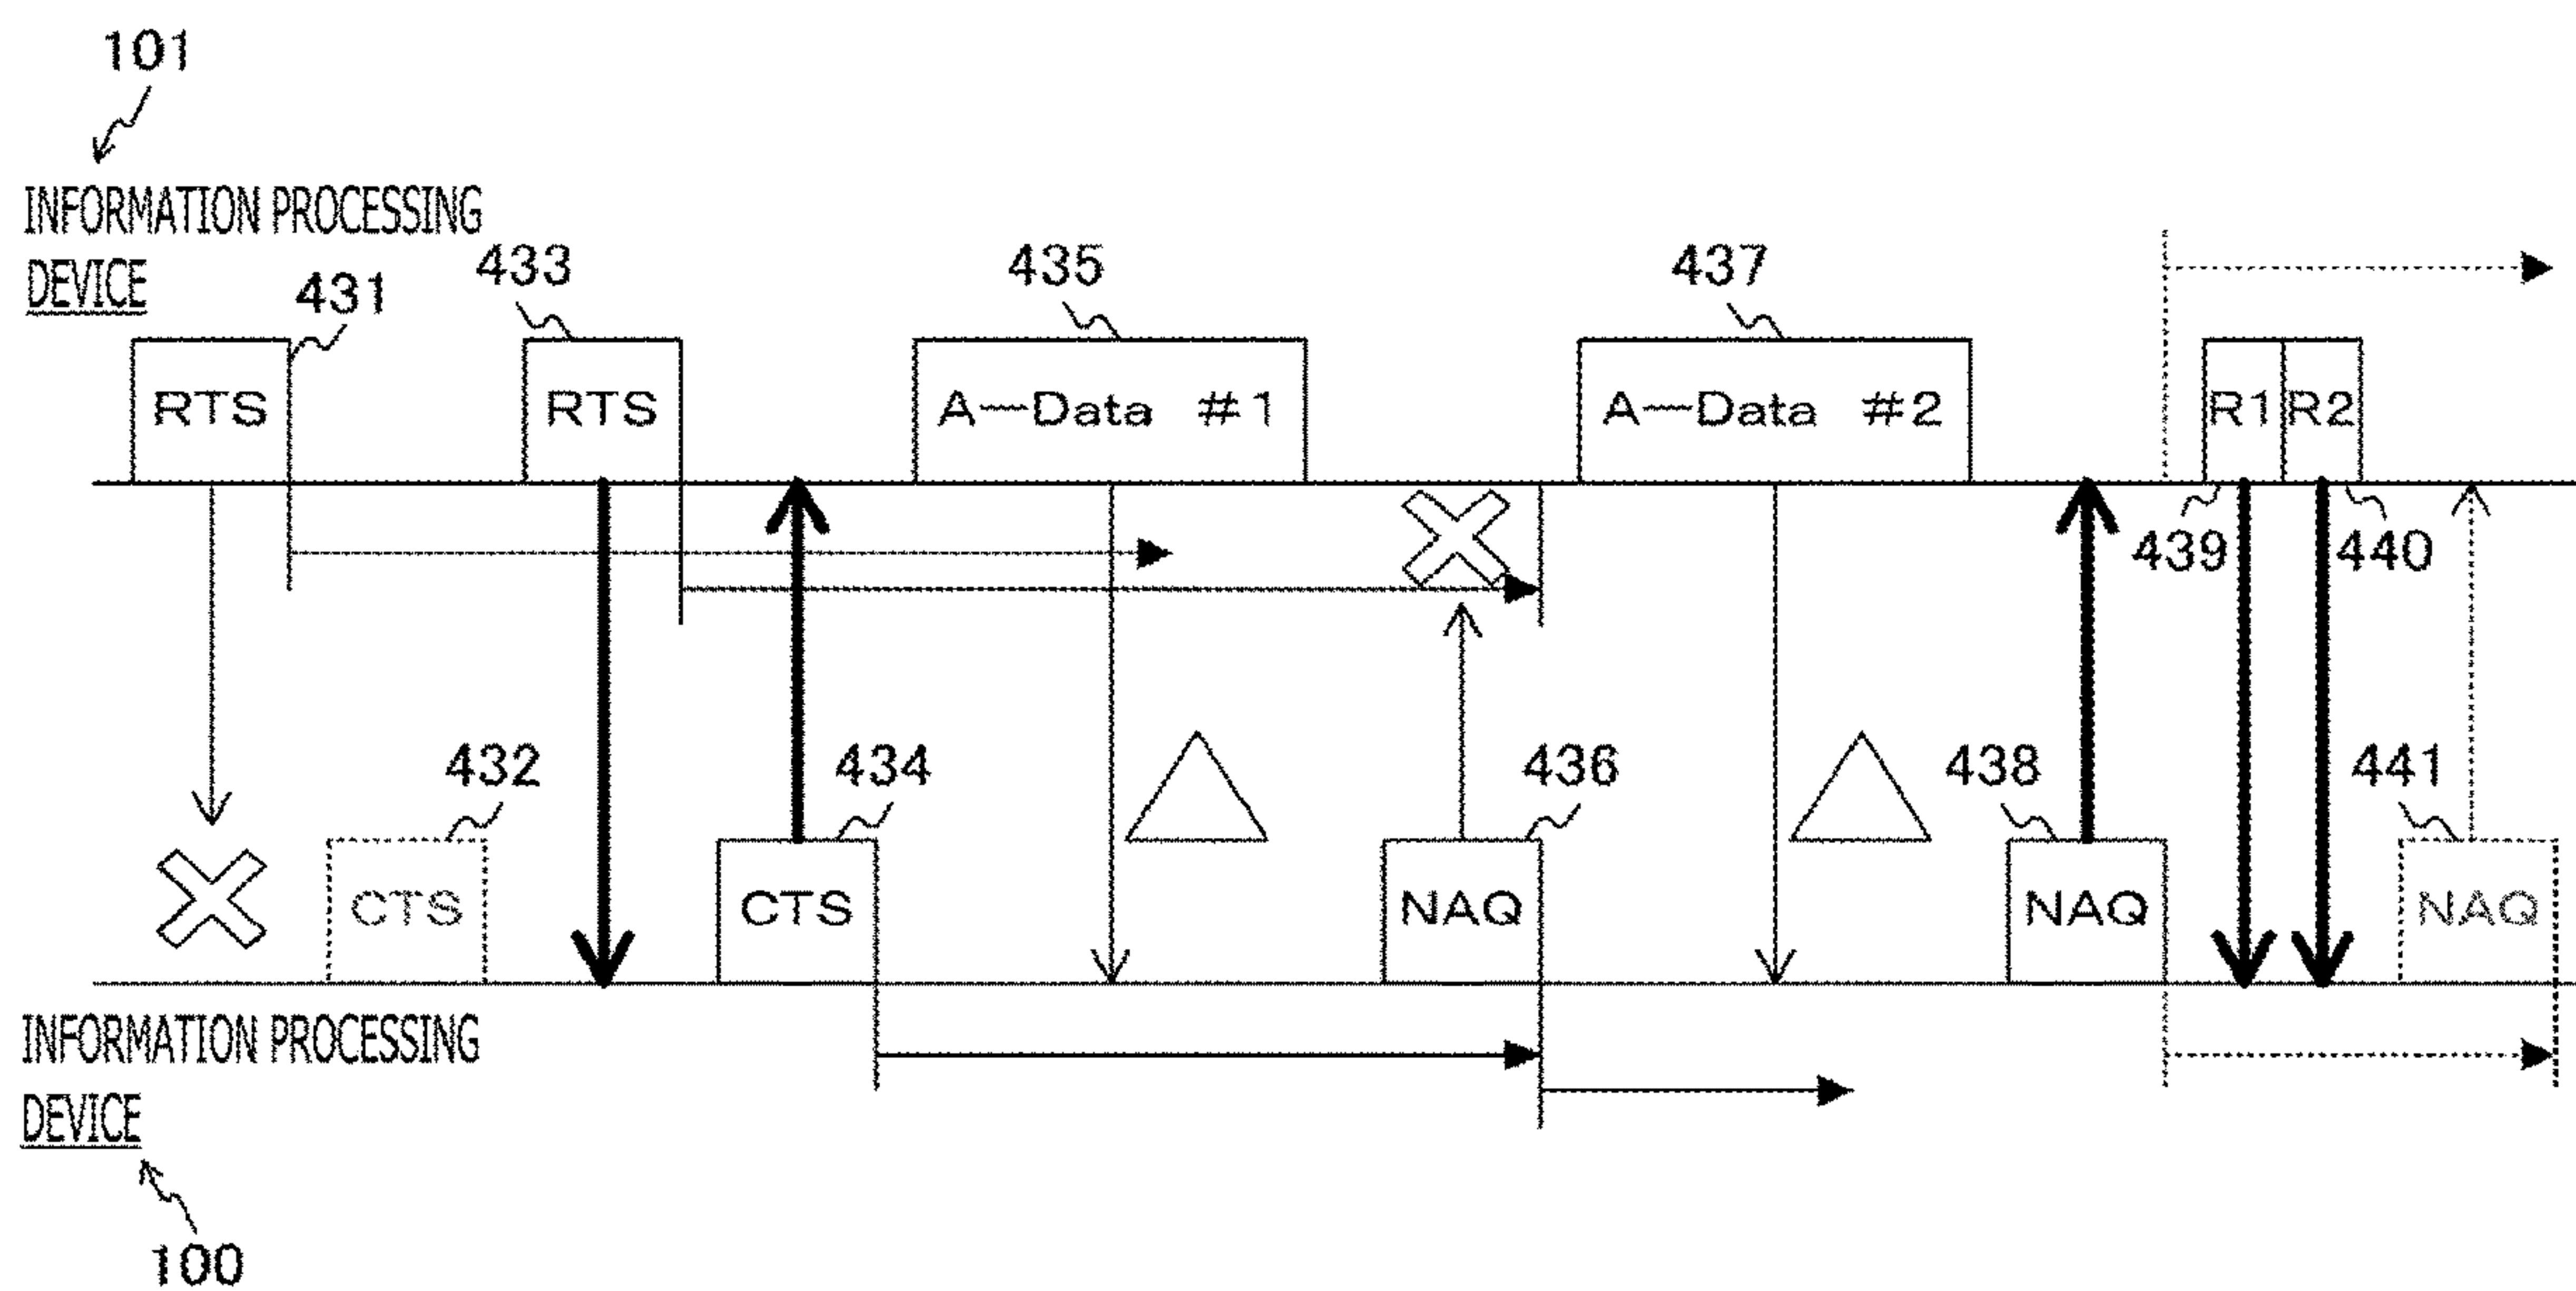 101
INFORMATION PROCESSING
DEVICE
431
433
435
437
RTS
RTS
A—Data #1
A—Data #2
R1
R2
439
440
432
434
436
438
441
CTS
CTS
NAQ
NAQ
NAQ
INFORMATION PROCESSING
DEVICE
100